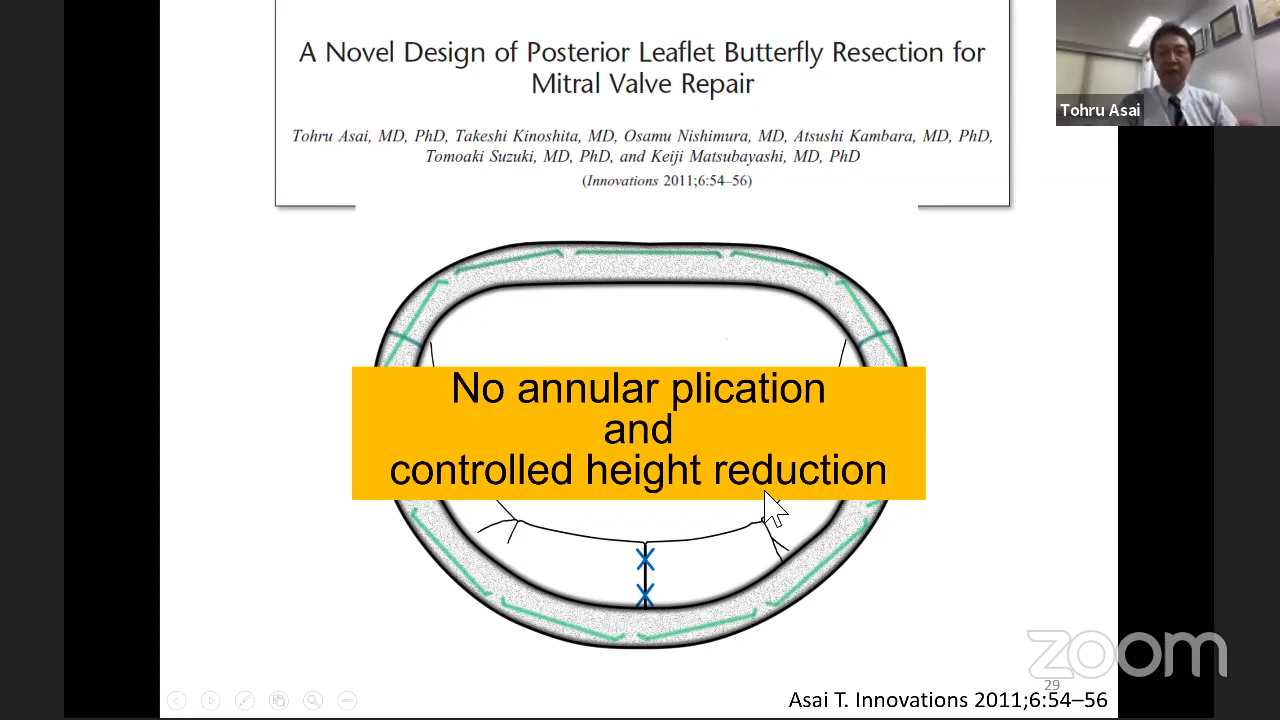 A Novel Design of Posterior Leaflet Butterfly Resection for
Mitral Valve Repair
Tohru Asai, MD, PhD, Takeshi Kinoshita, MD, Osamu Nishimura, MD, Atsushi Kambara, MD, PhD,
Tomoaki Suzuki, MD, PhD, and Keiji Matsubayashi, MD, PhD
(Innovations 2011;6:54–56)
Tohru Asai
No annular plication
and
controlled height reduction
zoom
29
Asai T. Innovations 2011;6:54–56